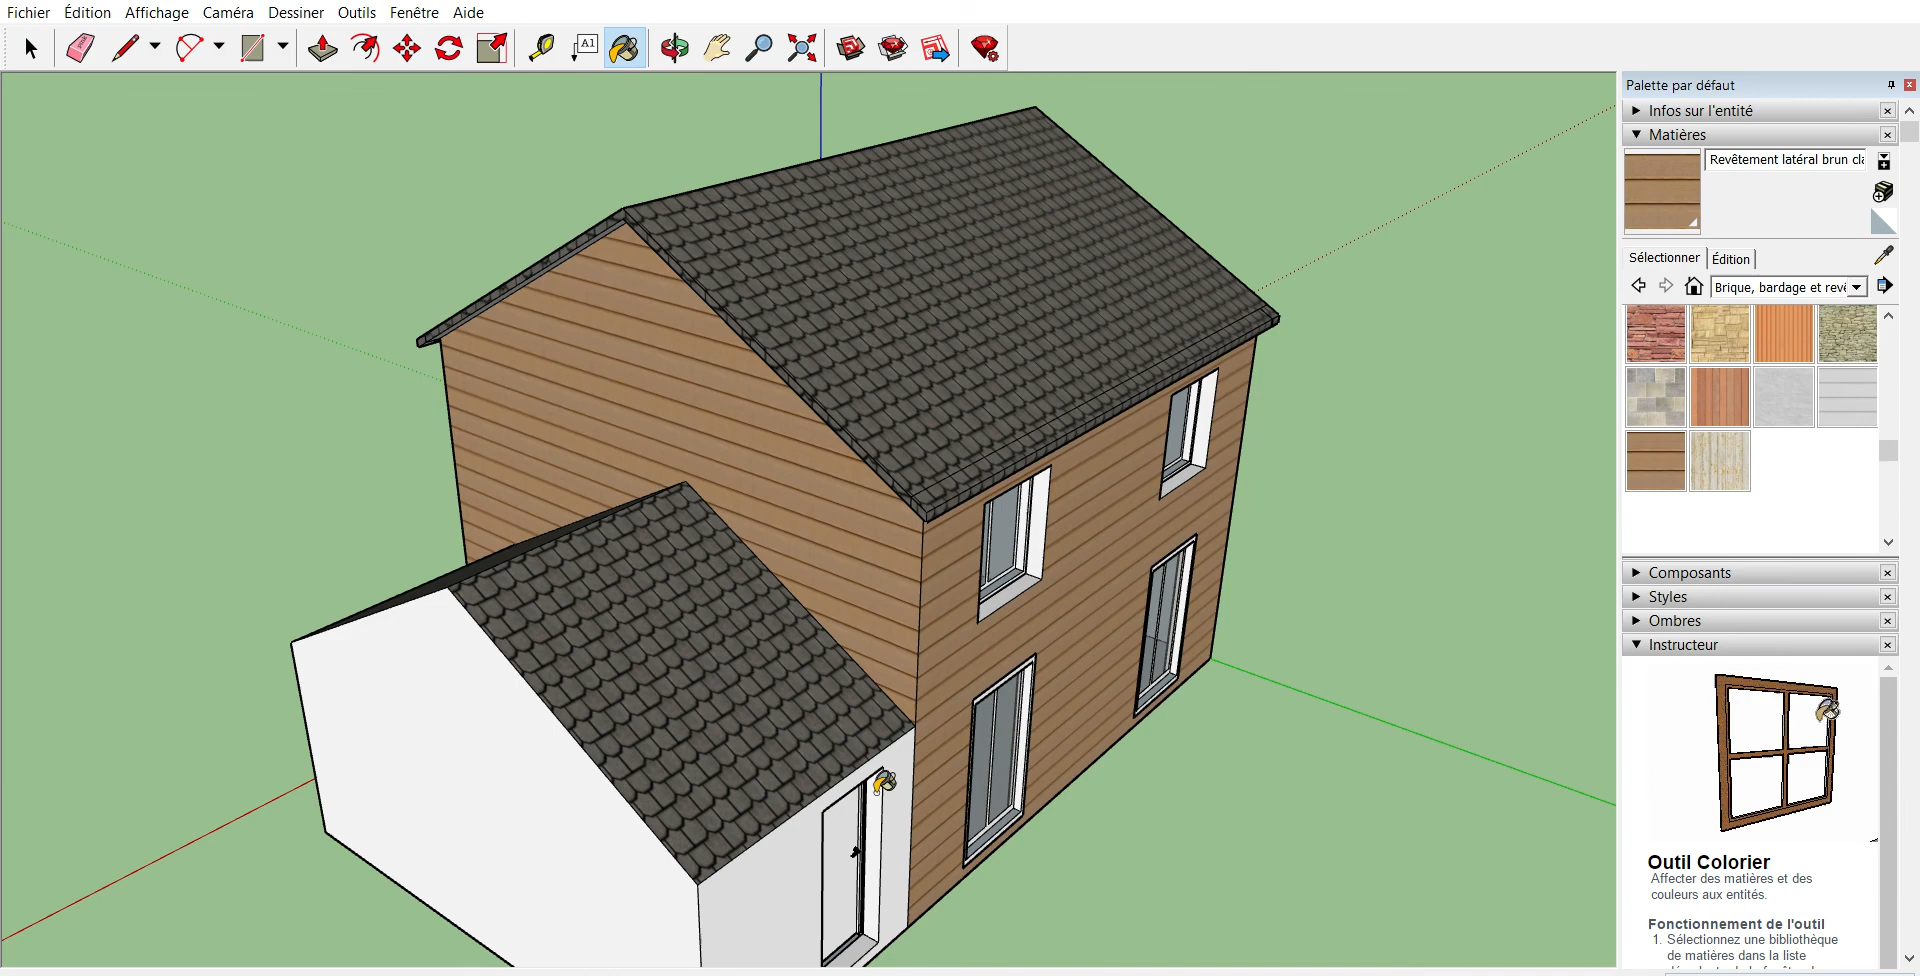 Fichier Édition Affichage Caméra Dessiner Outils Fenêtre Aide
A1
Palette par défaut
Infos sur l'entité
Matières
Revêtement latéral brun cla
Sélectionner Édition
Brique, bardage et revê
Composants
Styles
Ombres
Instructeur
Outil Colorier
Affecter des matières et des
couleurs aux entités.
Fonctionnement de l'outil
1. Sélectionnez une bibliothèque
de matières dans la liste